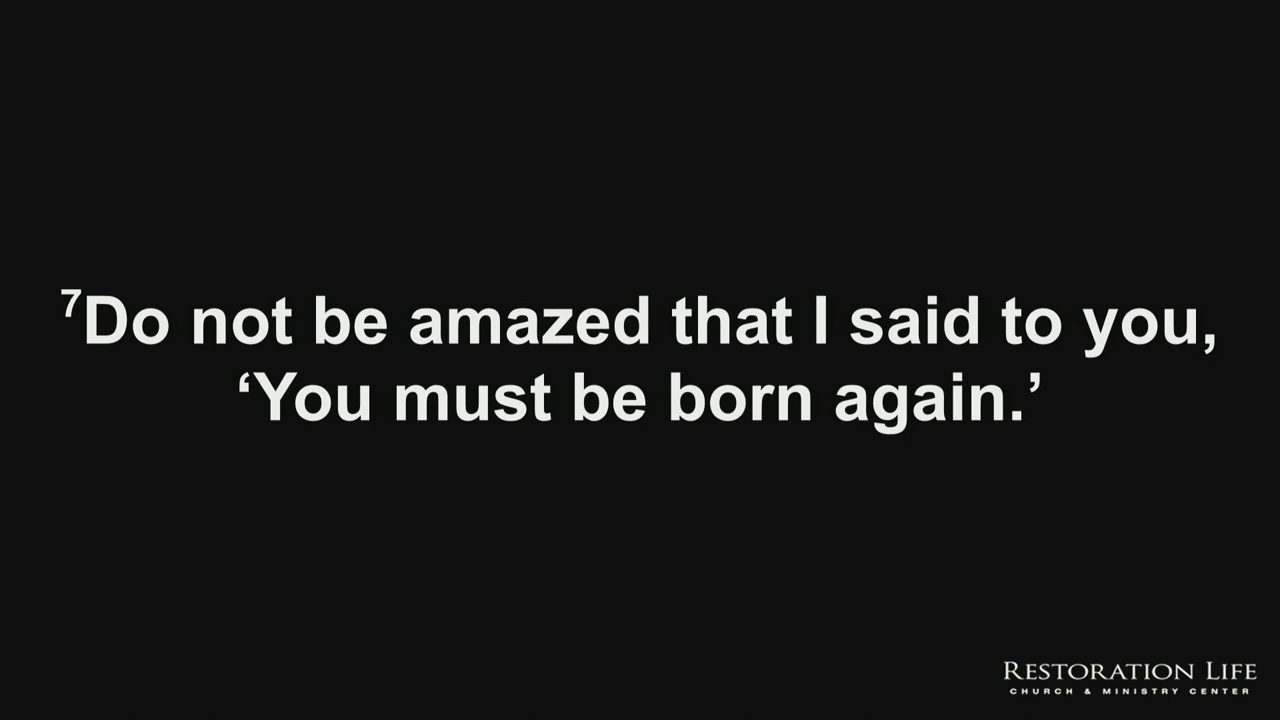 ⁷Do not be amazed that I said to you,
‘You must be born again.’
RESTORATION LIFE
CHURCH & MINISTRY CENTER